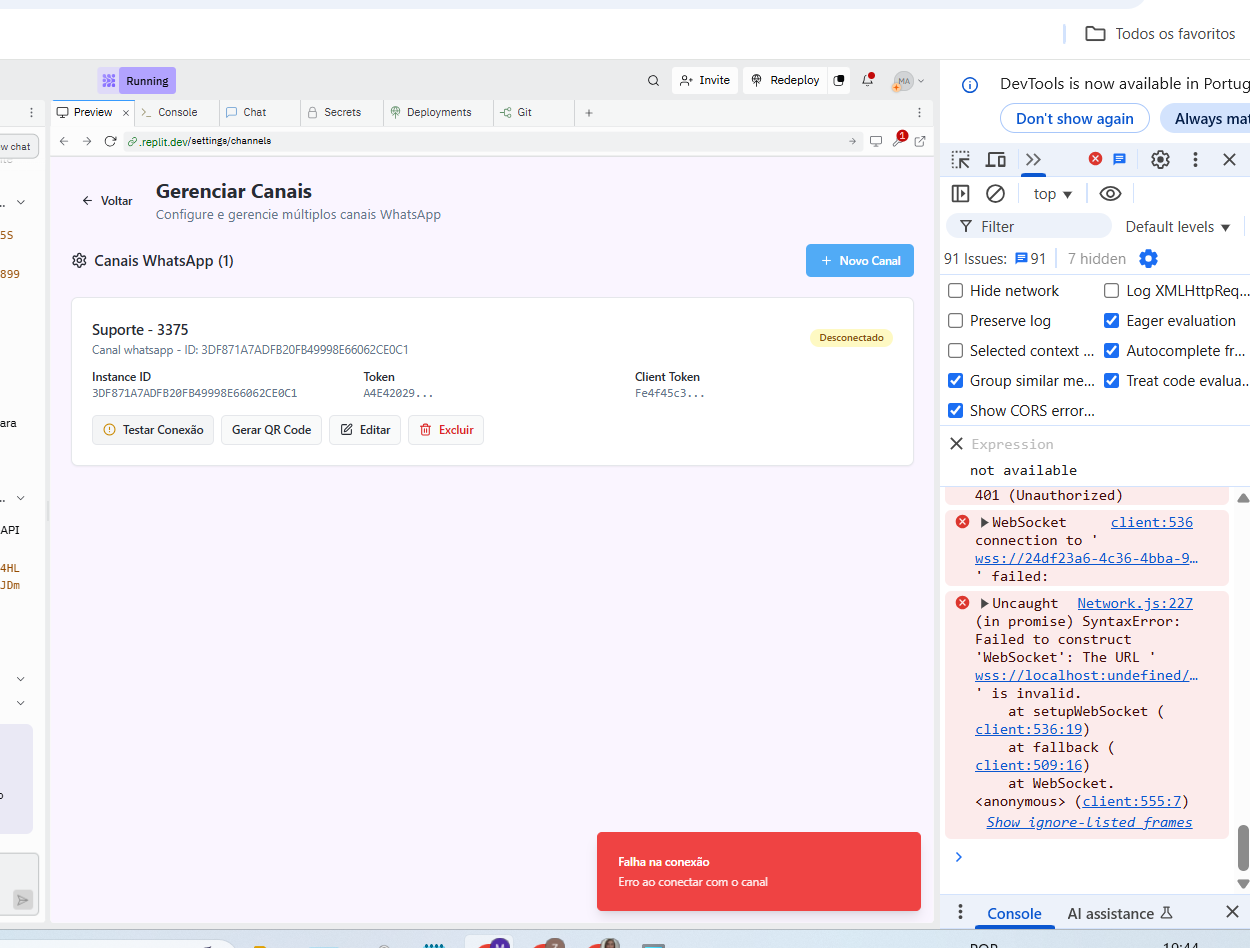 Todos os favoritos
Running
Invite
Redeploy
MA
Preview
Console
Chat
Secrets
Deployments
Git
w chat
.replit.dev/settings/channels
1
5S
899
ara
API
4HL
JDm
Voltar
Gerenciar Canais
Configure e gerencie múltiplos canais WhatsApp
Canais WhatsApp (1)
+ Novo Canal
Suporte - 3375
Canal whatsapp - ID: 3DF871A7ADFB20FB49998E66062CE0C1
Desconectado
Instance ID
3DF871A7ADFB20FB49998E66062CE0C1
Token
A4E42029...
Client Token
Fe4f45c3...
Testar Conexão
Gerar QR Code
Editar
Excluir
Falha na conexão
Erro ao conectar com o canal
DevTools is now available in Portug
Don't show again
Always mat
top
Filter
Default levels
91 Issues:
91
7 hidden
Hide network
Log XMLHttpReq...
Preserve log
Eager evaluation
Selected context ...
Autocomplete fr...
Group similar me...
Treat code evalua...
Show CORS error...
Expression
not available
401 (Unauthorized)
WebSocket client:536
connection to '
wss://24df23a6-4c36-4bba-9…
' failed:
Uncaught Network.js:227
(in promise) SyntaxError:
Failed to construct
'WebSocket': The URL '
wss://localhost:undefined/…
' is invalid.
at setupWebSocket (
client:536:19)
at fallback (
client:509:16)
at WebSocket.
<anonymous> (client:555:7)
Show ignore-listed frames
Console
AI assistance